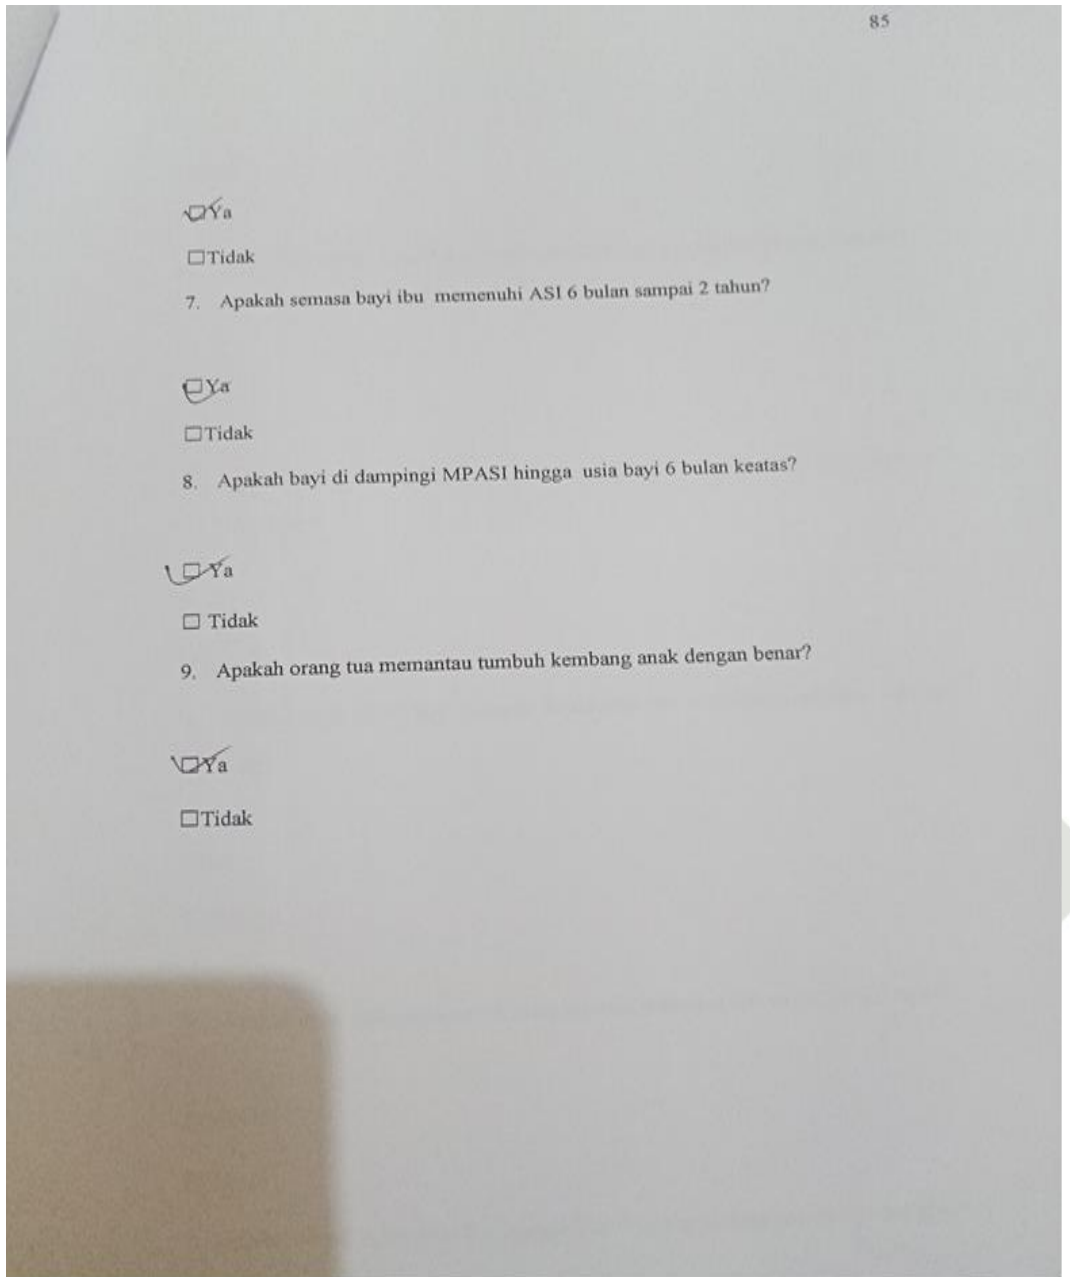 85
☑Ya
☐Tidak
7. Apakah semasa bayi ibu memenuhi ASI 6 bulan sampai 2 tahun?
☑Ya
☐Tidak
8. Apakah bayi di dampingi MPASI hingga usia bayi 6 bulan keatas?
☑ Ya
☐ Tidak
9. Apakah orang tua memantau tumbuh kembang anak dengan benar?
☑Ya
☐Tidak